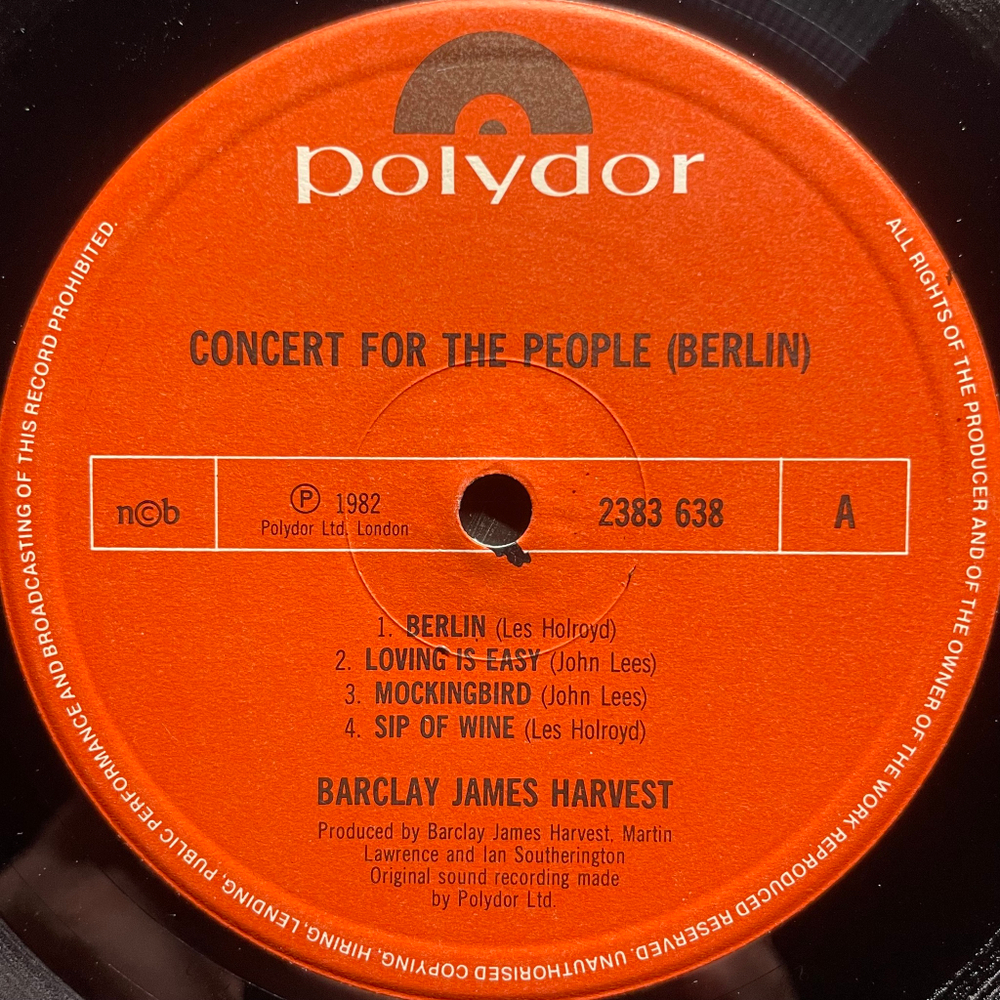 polydor
CONCERT FOR THE PEOPLE (BERLIN)
n©b
℗ 1982
Polydor Ltd. London
2383 638
A
1. BERLIN (Les Holroyd)
2. LOVING IS EASY (John Lees)
3. MOCKINGBIRD (John Lees)
4. SIP OF WINE (Les Holroyd)
BARCLAY JAMES HARVEST
Produced by Barclay James Harvest, Martin
Lawrence and Ian Southerington
Original sound recording made
by Polydor Ltd.
ALL RIGHTS OF THE PRODUCER AND OF THE OWNER OF THE WORK REPRODUCED RESERVED. UNAUTHORISED COPYING, HIRING, LENDING, PUBLIC PERFORMANCE AND BROADCASTING OF THIS RECORD PROHIBITED.